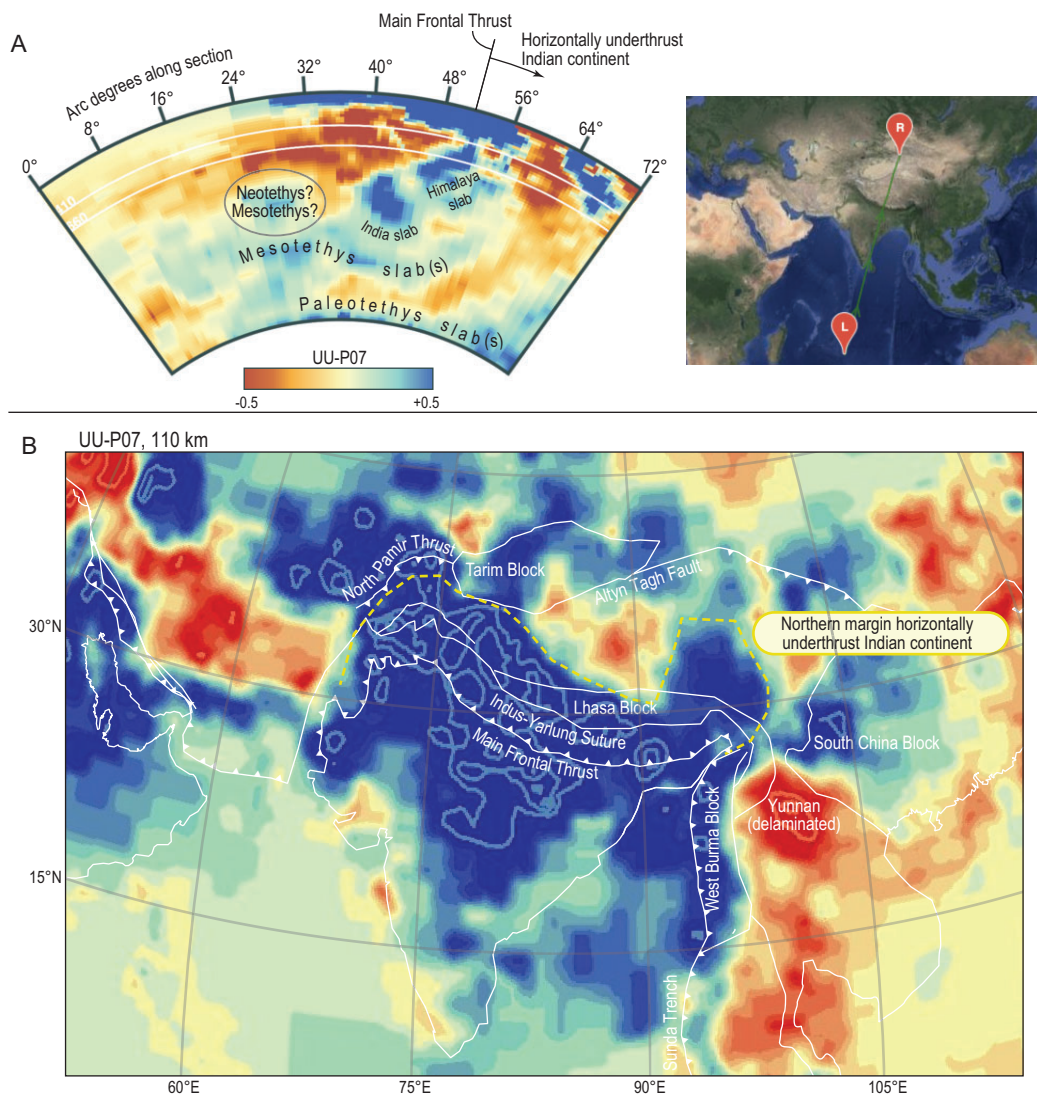 A
Main Frontal Thrust
Horizontally underthrust
Indian continent
Arc degrees along section
0°
8°
16°
24°
32°
40°
48°
56°
64°
72°
Neotethys?
Mesotethys?
Himalaya
slab
India slab
Mesotethys slab(s)
Paleotethys slab(s)
UU-P07
-0.5
+0.5
R
L
B
UU-P07, 110 km
North Pamir Thrust
Tarim Block
Altyn Tagh Fault
30°N
Northern margin horizontally
underthrust Indian continent
Lhasa Block
Indus-Yarlung Suture
Main Frontal Thrust
South China Block
Yunnan
(delaminated)
West Burma Block
15°N
Sunda Trench
60°E
75°E
90°E
105°E